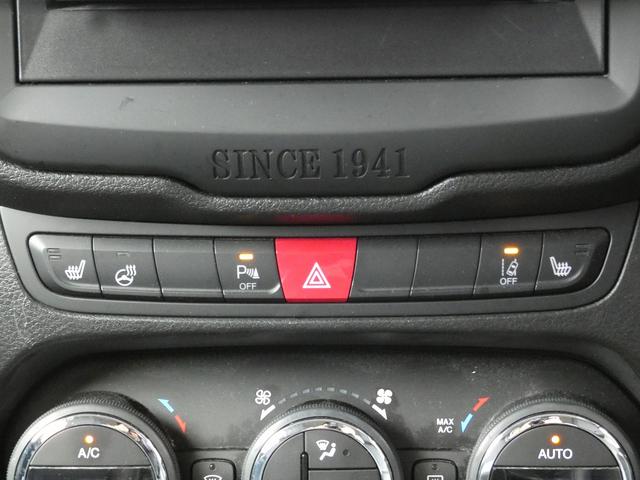 SINCE 1941
P OFF
OFF
MAX A/C
A/C
AUTO